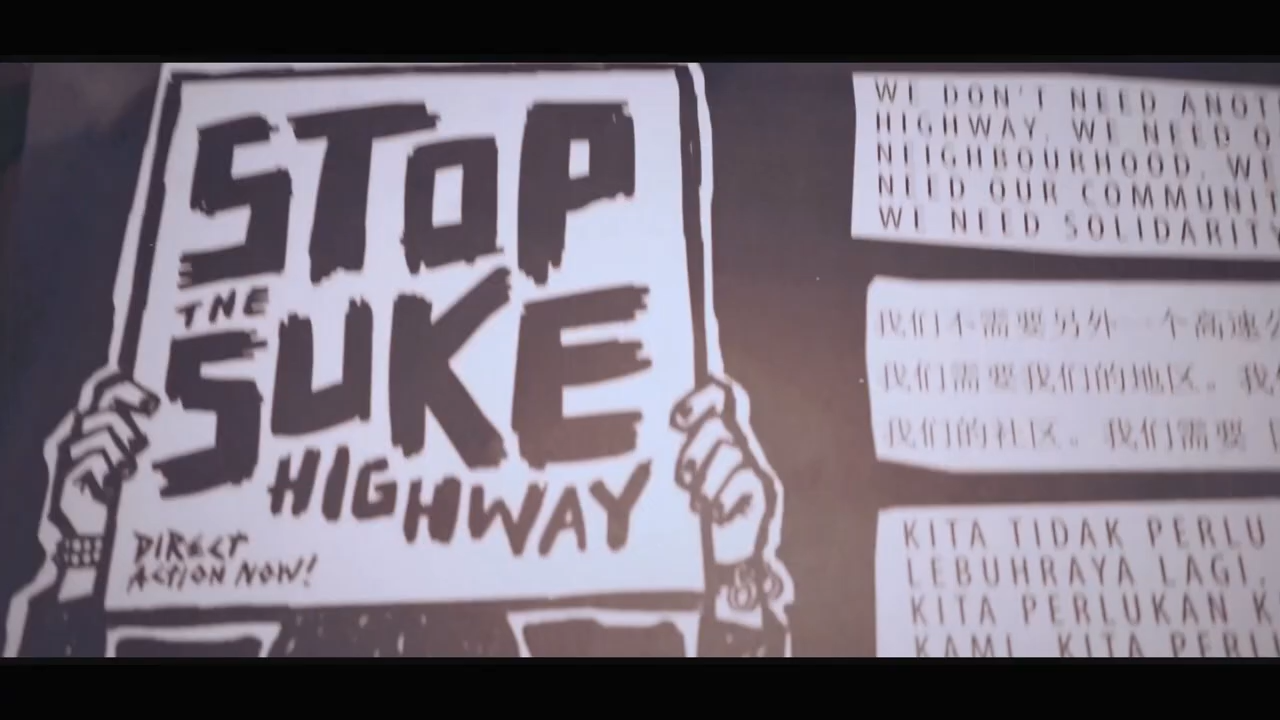 STOP
THE
SUKE
HIGHWAY
DIRECT
ACTION NOW!
WE DON'T NEED
HIGHWAY. WE NEED
NEIGHBOURHOOD. WE
NEED OUR
WE NEED SOLIDARITY
我们不需要另外一个高速
我们需要我们的地区。我
我们的社区。我们需要
KITA TIDAK PERLU
LEBUHRAYA LAGI.
KITA PERLUKAN
KAMI. KITA